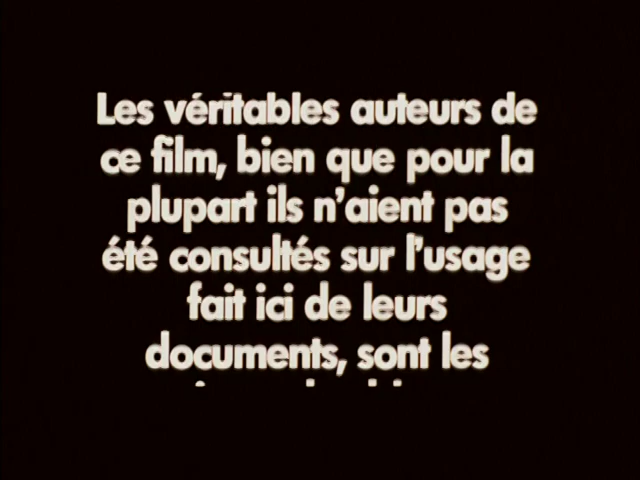 Les véritables auteurs de
ce film, bien que pour la
plupart ils n'aient pas
été consultés sur l'usage
fait ici de leurs
documents, sont les